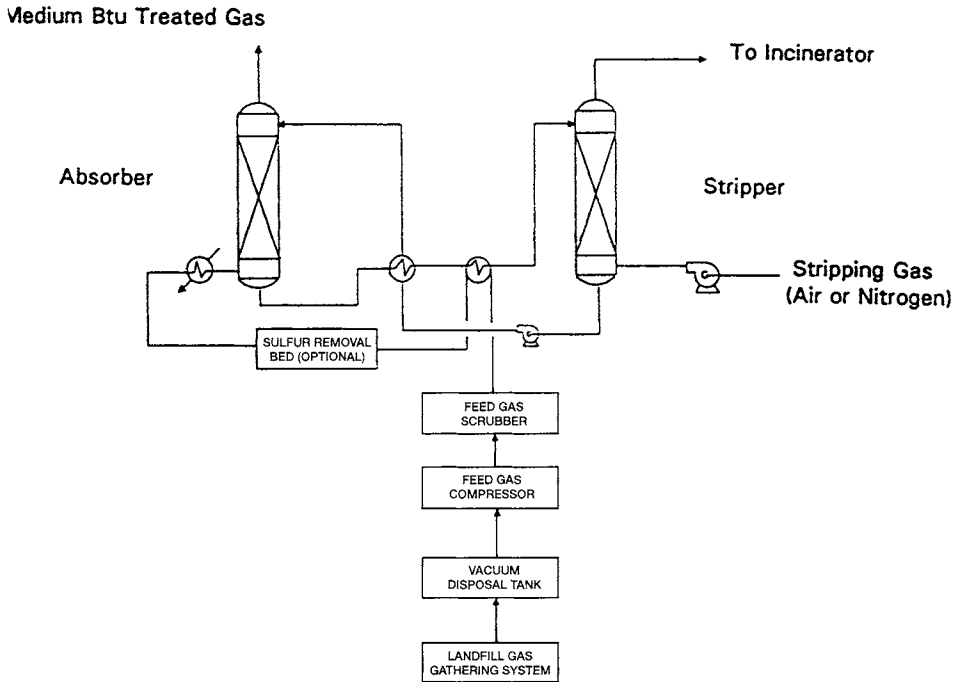 Medium Btu Treated Gas
To Incinerator
Absorber
Stripper
Stripping Gas
(Air or Nitrogen)
SULFUR REMOVAL
BED (OPTIONAL)
FEED GAS
SCRUBBER
FEED GAS
COMPRESSOR
VACUUM
DISPOSAL TANK
LANDFILL GAS
GATHERING SYSTEM